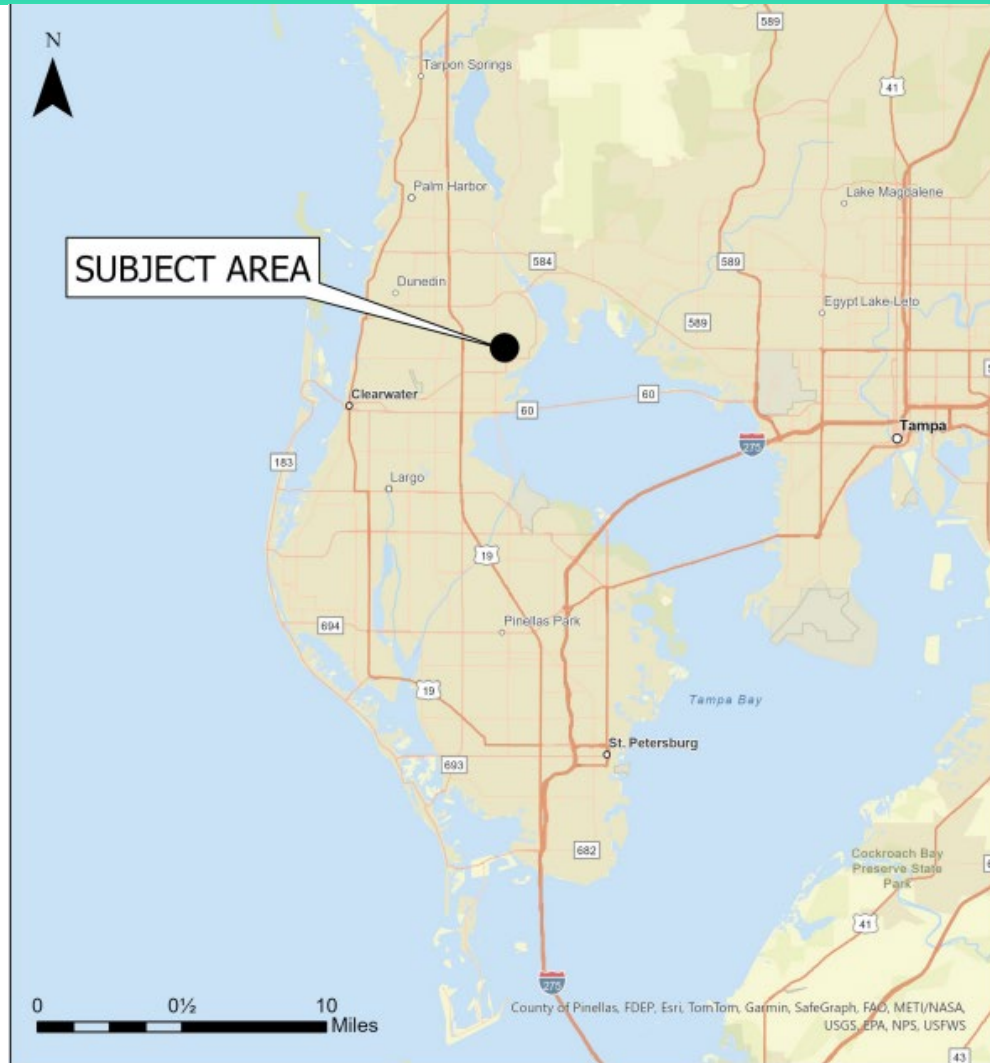 N
589
41
Tarpon Springs
Palm Harbor
Lake Magdalene
SUBJECT AREA
584
589
Dunedin
Egypt Lake-Leto
589
Clearwater
60
60
Tampa
275
183
Largo
19
694
Pinellas Park
19
Tampa Bay
St. Petersburg
693
682
Cockroach Bay
Preserve State
Park
41
275
0 0½ 10
Miles
County of Pinellas, FDEP, Esri, TomTom, Garmin, SafeGraph, FAO, METI/NASA,
USGS, EPA, NPS, USFWS
43